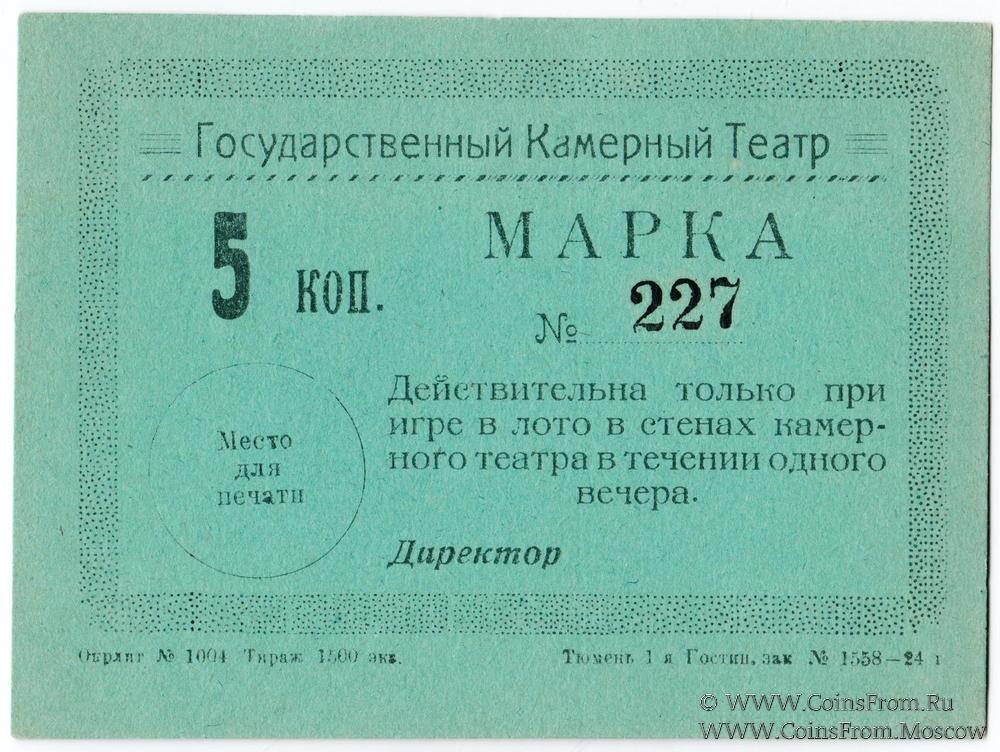 Государственный Камерный Театр
5 коп.
МАРКА
№ 227
Действительна только при
игре в лото в стенах камер-
ного театра в течении одного
вечера.
Место
для
печати
Директор
Окрлит № 1004 Тираж 1500 экз.
Тюмень 1 я Гостип, зак № 1558—24 г
© WWW.CoinsFrom.Ru
WWW.CoinsFrom.Moscow